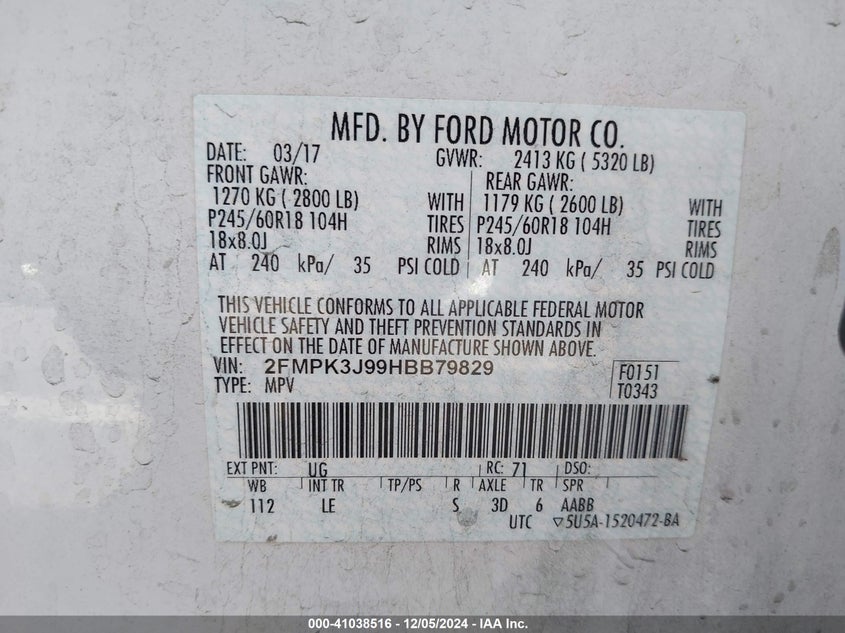 MFD. BY FORD MOTOR CO.
DATE: 03/17 GVWR: 2413 KG ( 5320 LB)
FRONT GAWR: REAR GAWR:
1270 KG ( 2800 LB) WITH 1179 KG ( 2600 LB) WITH
P245/60R18 104H TIRES P245/60R18 104H TIRES
18x8.0J RIMS 18x8.0J RIMS
AT 240 kPa/ 35 PSI COLD AT 240 kPa/ 35 PSI COLD
THIS VEHICLE CONFORMS TO ALL APPLICABLE FEDERAL MOTOR
VEHICLE SAFETY AND THEFT PREVENTION STANDARDS IN
EFFECT ON THE DATE OF MANUFACTURE SHOWN ABOVE.
VIN: 2FMPK3J99HBB79829 F0151
TYPE: MPV T0343
EXT PNT: UG RC: 71 DSO:
WB INT TR TP/PS R AXLE TR SPR
112 LE S 3D 6 AABB
UTC ▽5U5A-1520472-BA
000-41038516 - 12/05/2024 - IAA Inc.